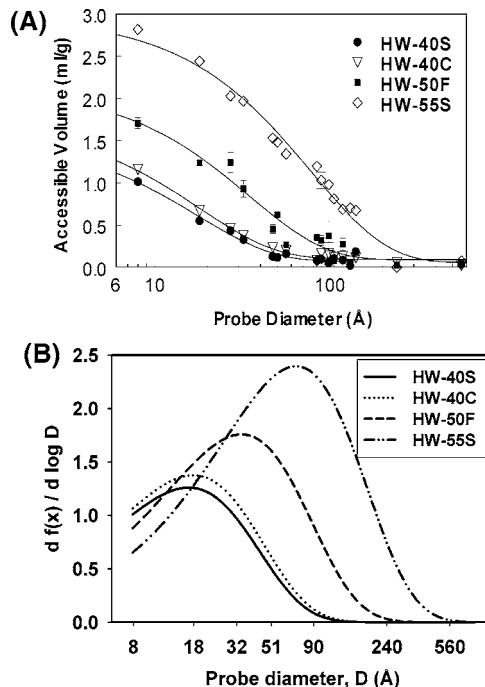 (A)
3.0
2.5
2.0
1.5
1.0
0.5
0.0
Accessible Volume (ml/g)
HW-40S
HW-40C
HW-50F
HW-55S
6 10 100
Probe Diameter (Å)
(B)
2.5
2.0
1.5
1.0
0.5
0.0
d f(x) / d log D
HW-40S
HW-40C
HW-50F
HW-55S
8 18 32 51 90 240 560
Probe diameter, D (Å)